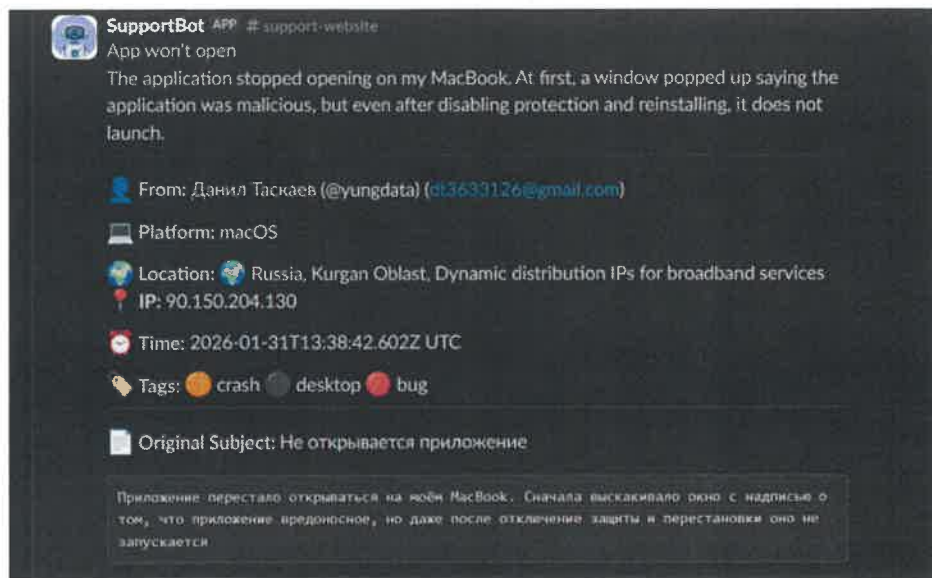 SupportBot APP # support-website
App won't open
The application stopped opening on my MacBook. At first, a window popped up saying the
application was malicious, but even after disabling protection and reinstalling, it does not
launch.
From: Данил Таскаев (@yungdata) (dt3633126@gmail.com)
Platform: macOS
Location: Russia, Kurgan Oblast, Dynamic distribution IPs for broadband services
IP: 90.150.204.130
Time: 2026-01-31T13:38:42.602Z UTC
Tags: crash desktop bug
Original Subject: Не открывается приложение
Приложение перестало открываться на моём MacBook. Сначала выскакивало окно с надписью о
том, что приложение вредоносное, но даже после отключение защиты и перестановки оно не
запускается